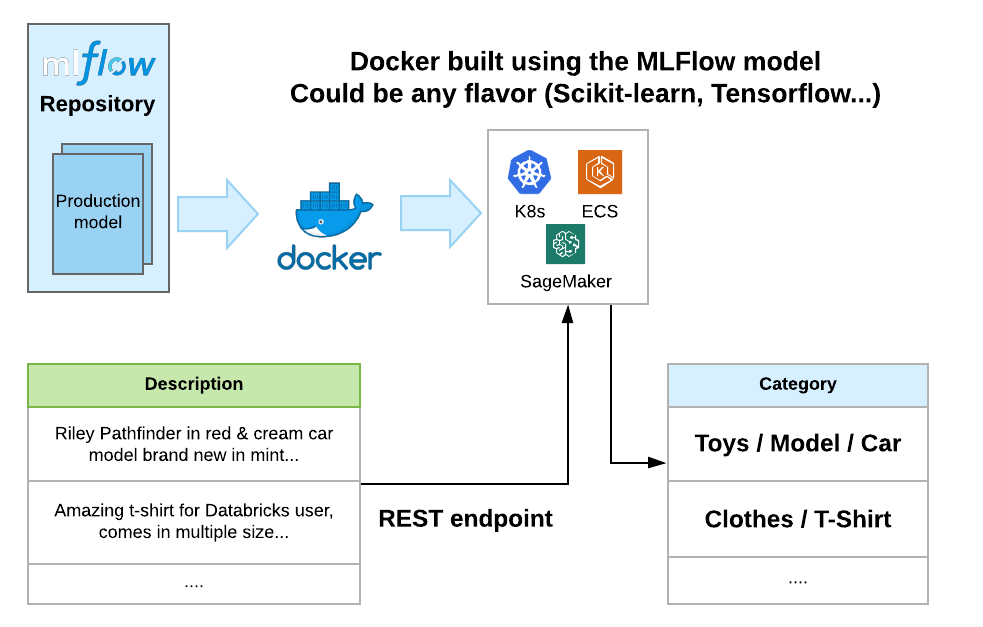 mlflow
Repository
Production
model
Docker built using the MLFlow model
Could be any flavor (Scikit-learn, Tensorflow...)
docker
K8s
ECS
K
SageMaker
Description
Riley Pathfinder in red & cream car
model brand new in mint...
Amazing t-shirt for Databricks user,
comes in multiple size...
....
REST endpoint
Category
Toys / Model / Car
Clothes / T-Shirt
....